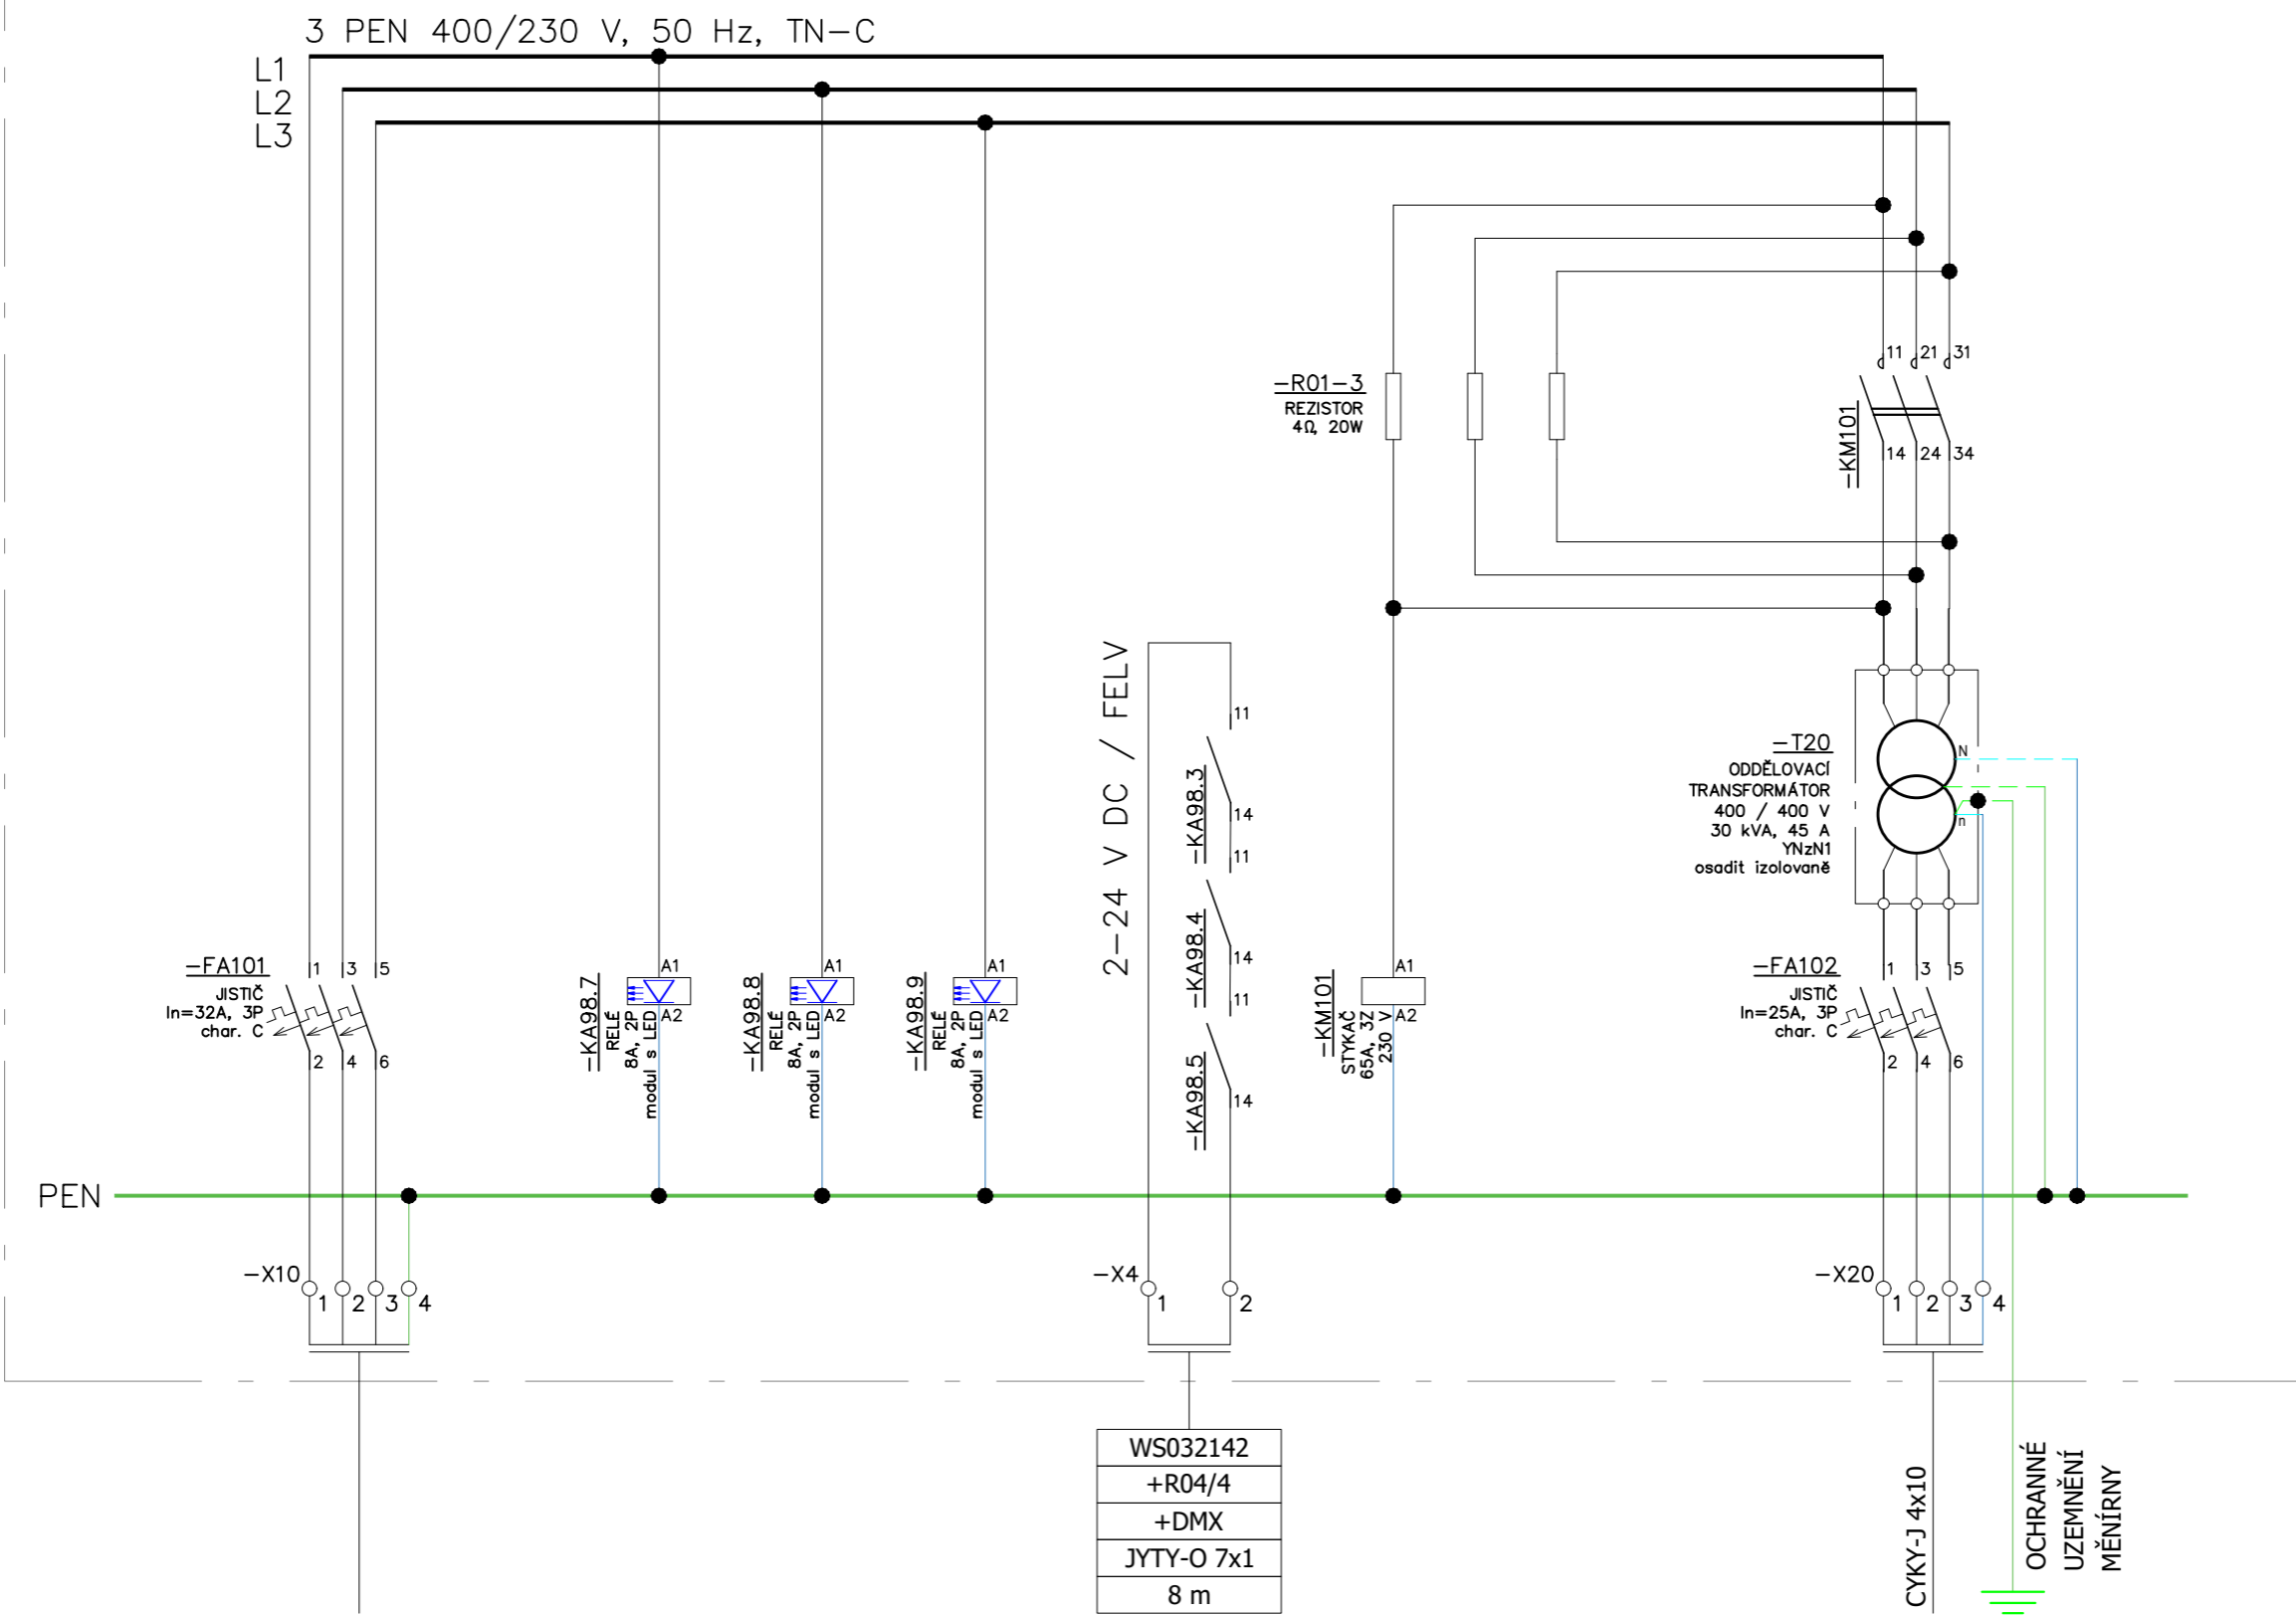 3 PEN 400/230 V, 50 Hz, TN-C
L1
L2
L3
-R01-3
REZISTOR
4Ω, 20W
11 21 31
-KM101
14 24 34
2-24 V DC / FELV
11
-KA98.3
14
11
-KA98.4
14
11
-KA98.5
14
-T20
ODDĚLOVACÍ
TRANSFORMÁTOR
400 / 400 V
30 kVA, 45 A
YNzN1
osadit izolovaně
N
n
-FA101
JISTIČ
In=32A, 3P
char. C
1 3 5
2 4 6
-KA98.7
RELÉ
8A, 2P
modul s LED
A1
A2
-KA98.8
RELÉ
8A, 2P
modul s LED
A1
A2
-KA98.9
RELÉ
8A, 2P
modul s LED
A1
A2
-KM101
STYKAČ
65A, 3Z
230 V
A1
A2
-FA102
JISTIČ
In=25A, 3P
char. C
1 3 5
2 4 6
PEN
-X10
1 2 3 4
-X4
1 2
-X20
1 2 3 4
WS032142
+R04/4
+DMX
JYTY-O 7x1
8 m
CYKY-J 4x10
OCHRANNÉ
UZEMNĚNÍ
MĚNÍRNY